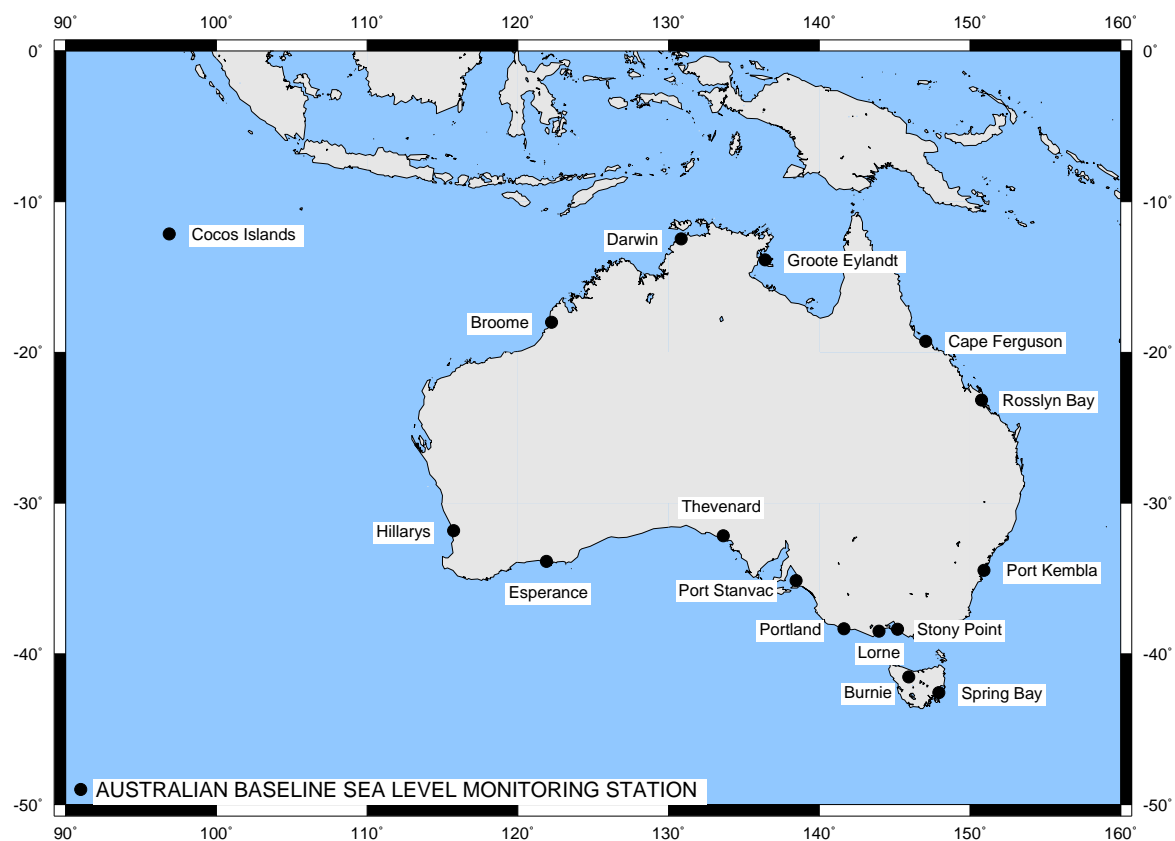 90˚ 100˚ 110˚ 120˚ 130˚ 140˚ 150˚ 160˚
-0˚ -0˚
-10˚ -10˚
Cocos Islands
Darwin
Groote Eylandt
Broome
Cape Ferguson
-20˚ -20˚
Rosslyn Bay
-30˚ -30˚
Thevenard
Hillarys
Port Kembla
Esperance
Port Stanvac
Portland
Stony Point
Lorne
-40˚ -40˚
Burnie
Spring Bay
AUSTRALIAN BASELINE SEA LEVEL MONITORING STATION
-50˚ -50˚
90˚ 100˚ 110˚ 120˚ 130˚ 140˚ 150˚ 160˚